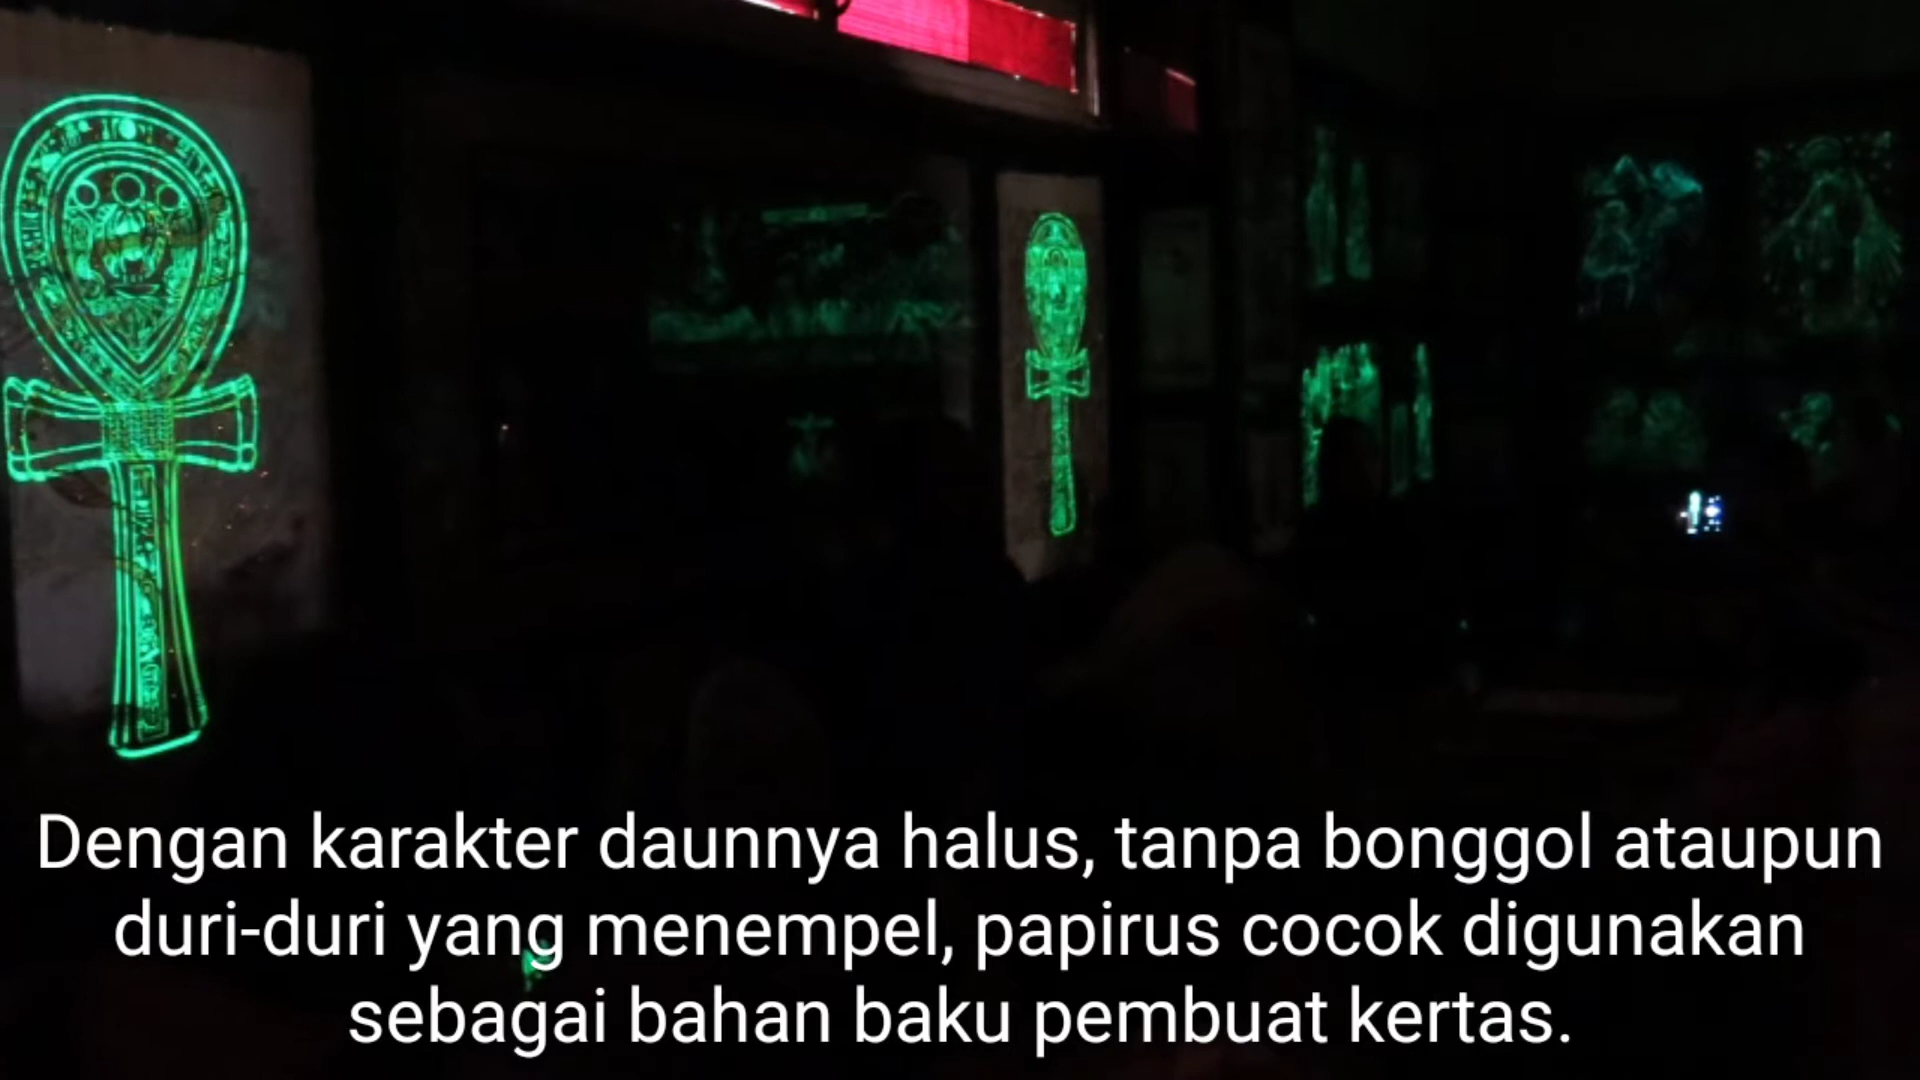 Dengan karakter daunnya halus, tanpa bonggol ataupun
duri-duri yang menempel, papirus cocok digunakan
sebagai bahan baku pembuat kertas.